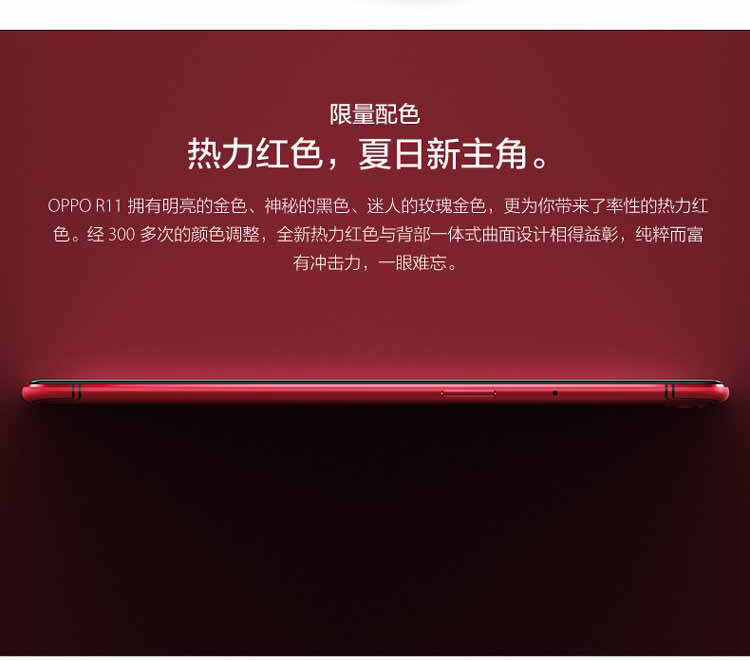 限量配色
热力红色，夏日新主角。
OPPO R11 拥有明亮的金色、神秘的黑色、迷人的玫瑰金色，更为你带来了率性的热力红
色。经 300 多次的颜色调整，全新热力红色与背部一体式曲面设计相得益彰，纯粹而富
有冲击力，一眼难忘。